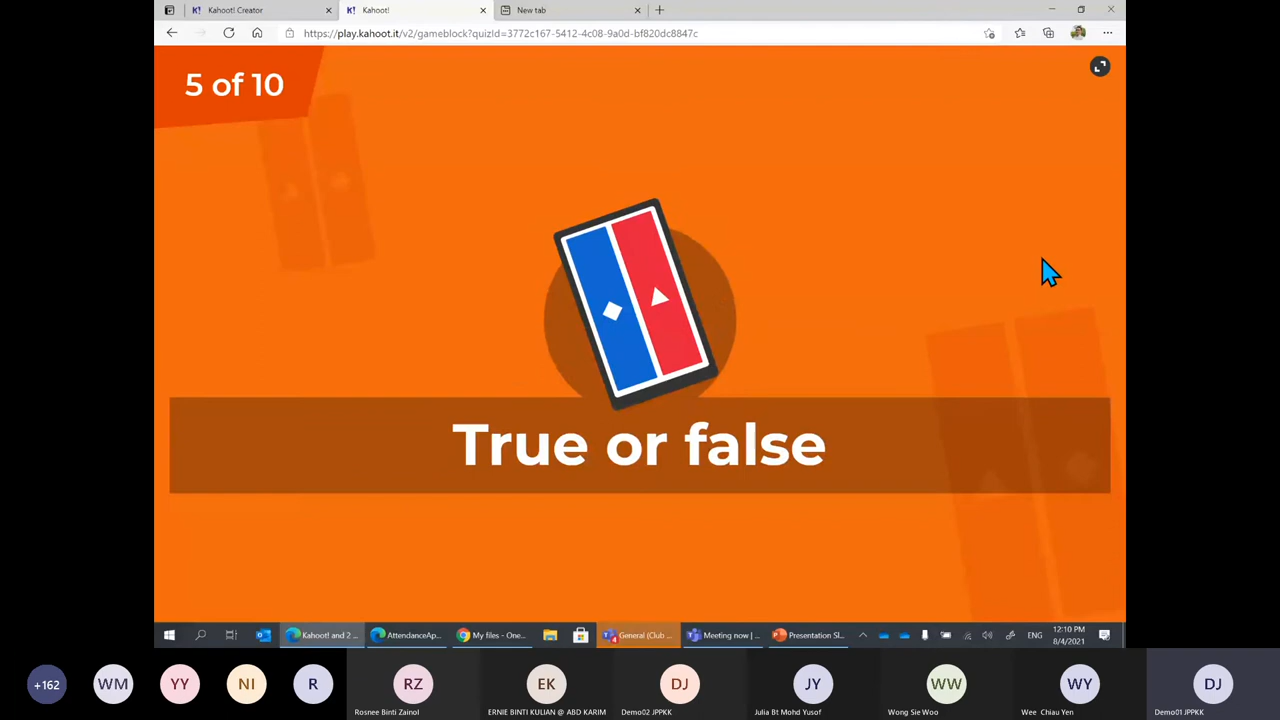 Kahoot! Creator
Kahoot!
New tab
https://play.kahoot.it/v2/gameblock?quizId=3772c167-5412-4c08-9a0d-bf820dc8847c
5 of 10
True or false
Kahoot! and 2 ...
AttendanceAp...
My files - One...
General (Club ...
Meeting now | ...
Presentation SI...
ENG
12:10 PM
8/4/2021
+162
WM
YY
NI
R
RZ
EK
DJ
JY
WW
WY
DJ
Rosnee Binti Zainol
ERNIE BINTI KULIAN @ ABD KARIM
Demo02 JPPKK
Julia Bt Mohd Yusof
Wong Sie Woo
Wee Chiau Yen
Demo01 JPPKK